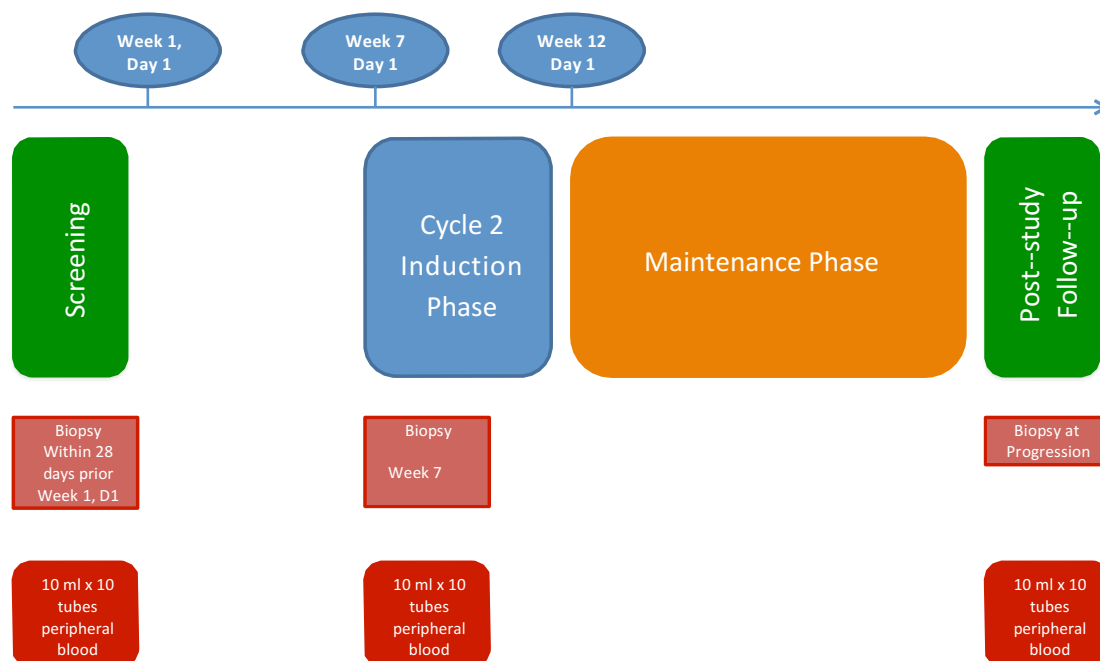 Week 1,
Day 1
Week 7
Day 1
Week 12
Day 1
Screening
Cycle 2
Induction
Phase
Maintenance Phase
Post--study
Follow--up
Biopsy
Within 28
days prior
Week 1, D1
Biopsy
Week 7
Biopsy at
Progression
10 ml x 10
tubes
peripheral
blood
10 ml x 10
tubes
peripheral
blood
10 ml x 10
tubes
peripheral
blood